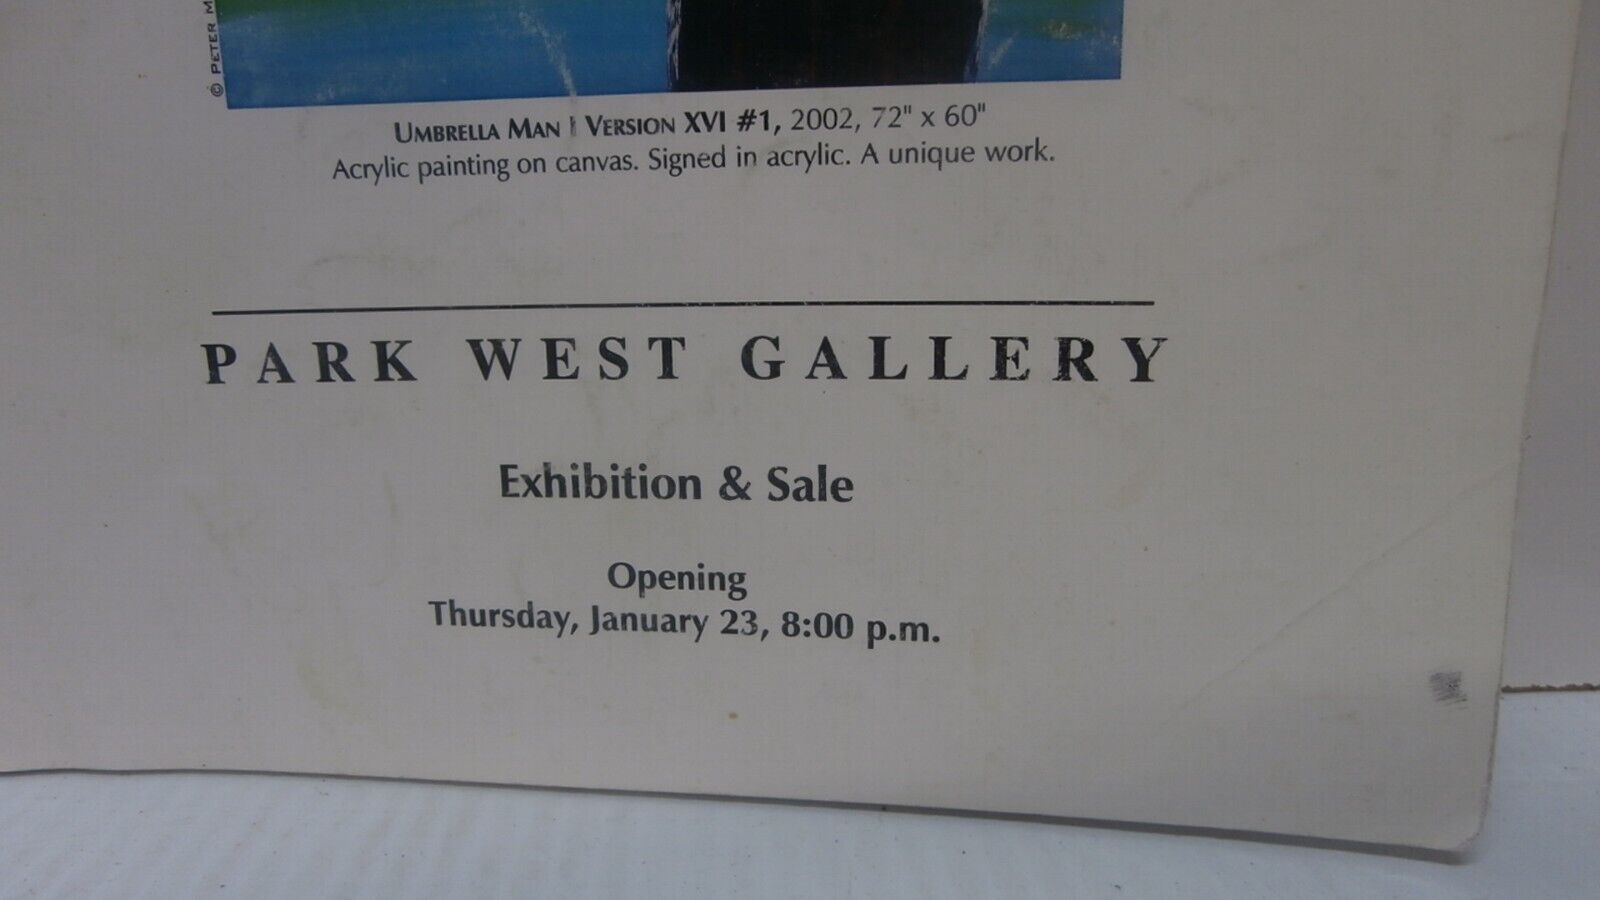 © PETER M
UMBRELLA MAN | VERSION XVI #1, 2002, 72" x 60"
Acrylic painting on canvas. Signed in acrylic. A unique work.
PARK WEST GALLERY
Exhibition & Sale
Opening
Thursday, January 23, 8:00 p.m.